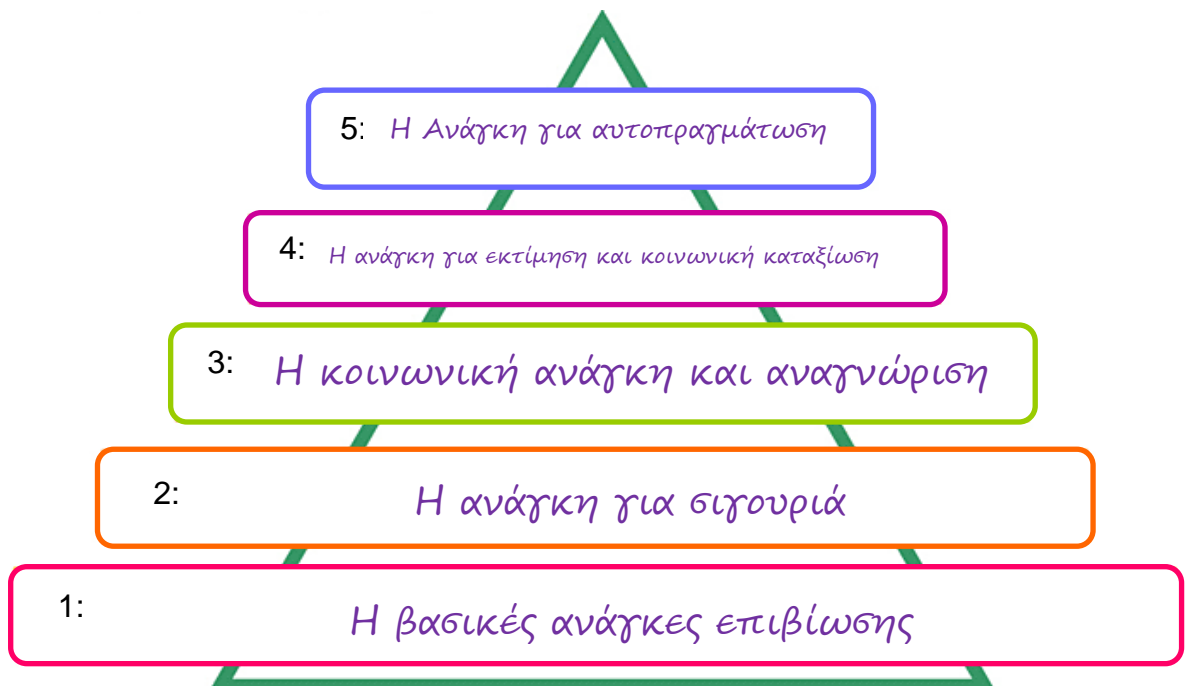 5: Η Ανάγκη για αυτοπραγμάτωση
4: Η ανάγκη για εκτίμηση και κοινωνική καταξίωση
3: Η κοινωνική ανάγκη και αναγνώριση
2: Η ανάγκη για σιγουριά
1: Η βασικές ανάγκες επιβίωσης